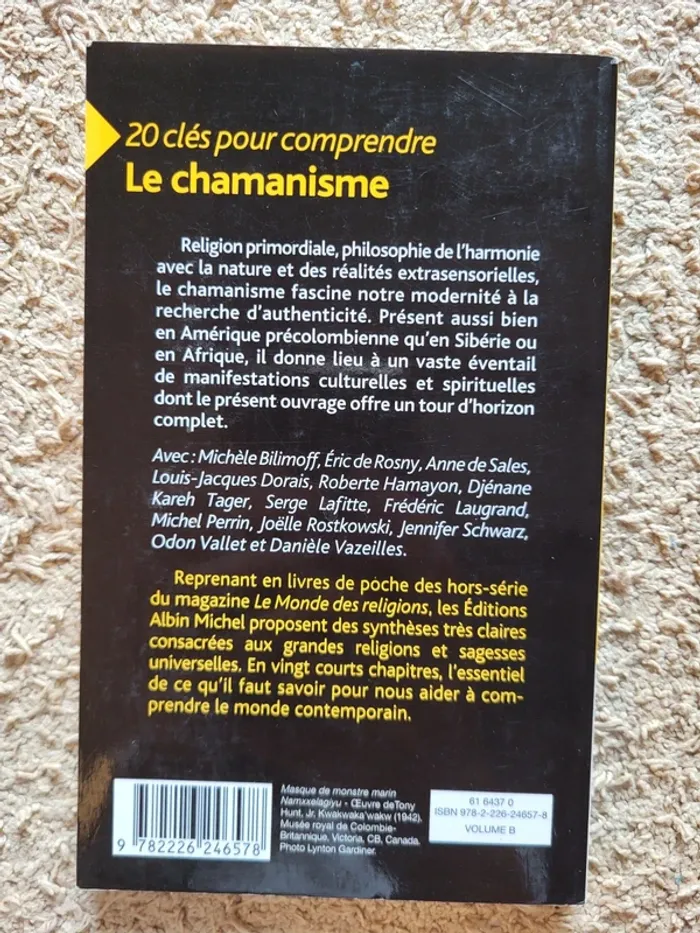 20 clés pour comprendre
Le chamanisme
Religion primordiale, philosophie de l'harmonie
avec la nature et des réalités extrasensorielles,
le chamanisme fascine notre modernité à la
recherche d'authenticité. Présent aussi bien
en Amérique précolombienne qu'en Sibérie ou
en Afrique, il donne lieu à un vaste éventail
de manifestations culturelles et spirituelles
dont le présent ouvrage offre un tour d'horizon
complet.
Avec : Michèle Bilimoff, Éric de Rosny, Anne de Sales,
Louis-Jacques Dorais, Roberte Hamayon, Djénane
Kareh Tager, Serge Lafitte, Frédéric Laugrand,
Michel Perrin, Joëlle Rostkowski, Jennifer Schwarz,
Odon Vallet et Danièle Vazeilles.
Reprenant en livres de poche des hors-série
du magazine Le Monde des religions, les Éditions
Albin Michel proposent des synthèses très claires
consacrées aux grandes religions et sagesses
universelles. En vingt courts chapitres, l'essentiel
de ce qu'il faut savoir pour nous aider à com-
prendre le monde contemporain.
9 782226 246578
Masque de monstre marin
Namxxelagiyu - Œuvre de Tony
Hunt, Jr, Kwakwaka'wakw (1942),
Musée royal de Colombie-
Britannique, Victoria, CB, Canada.
Photo Lynton Gardiner.
61 6437 0
ISBN 978-2-226-24657-8
VOLUME B